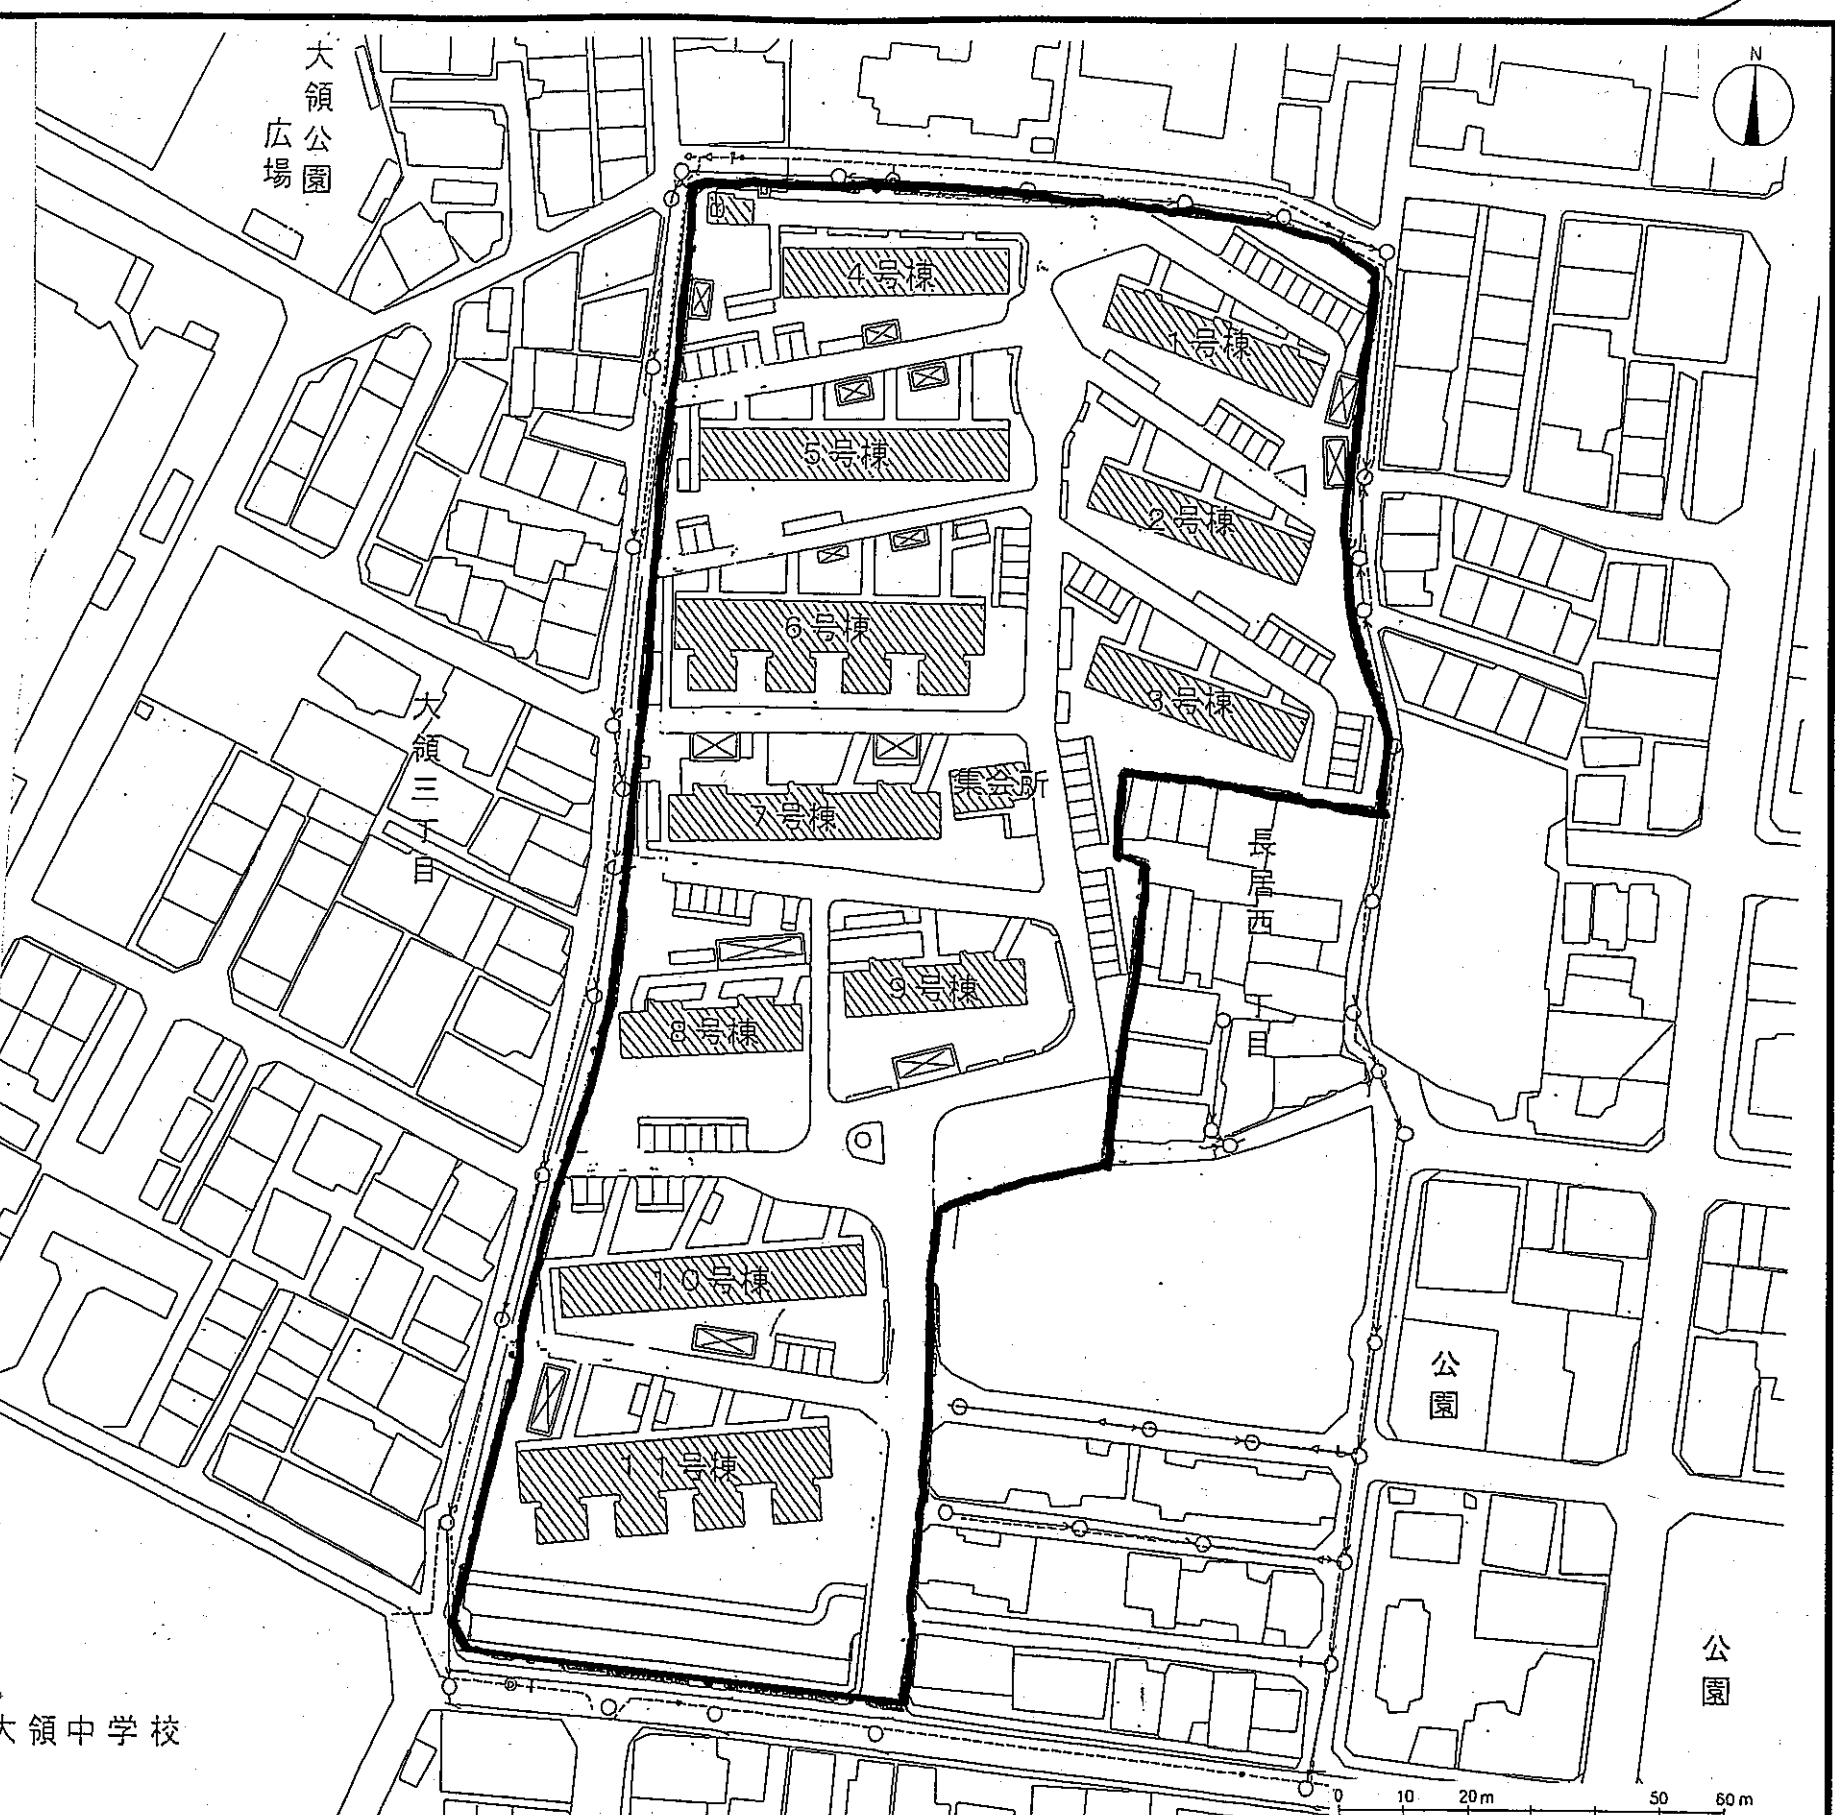 大領公園
広場
N
4号棟
1号棟
5号棟
2号棟
6号棟
3号棟
大領三丁目
集会所
7号棟
長居西一丁目
9号棟
8号棟
10号棟
公園
11号棟
公園
大領中学校
0 10 20m 50 60m